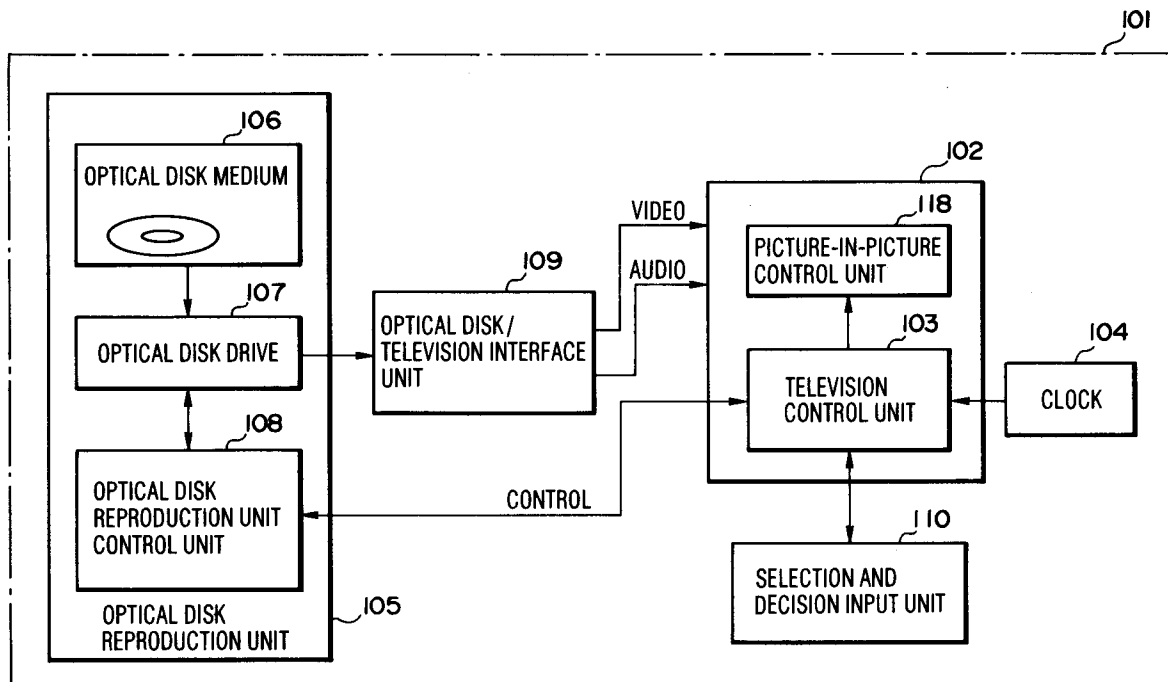 101
106
OPTICAL DISK MEDIUM
107
OPTICAL DISK DRIVE
108
OPTICAL DISK
REPRODUCTION UNIT
CONTROL UNIT
OPTICAL DISK
REPRODUCTION UNIT
105
109
OPTICAL DISK/
TELEVISION INTERFACE
UNIT
VIDEO
AUDIO
CONTROL
102
118
PICTURE-IN-PICTURE
CONTROL UNIT
103
TELEVISION
CONTROL UNIT
104
CLOCK
110
SELECTION AND
DECISION INPUT UNIT